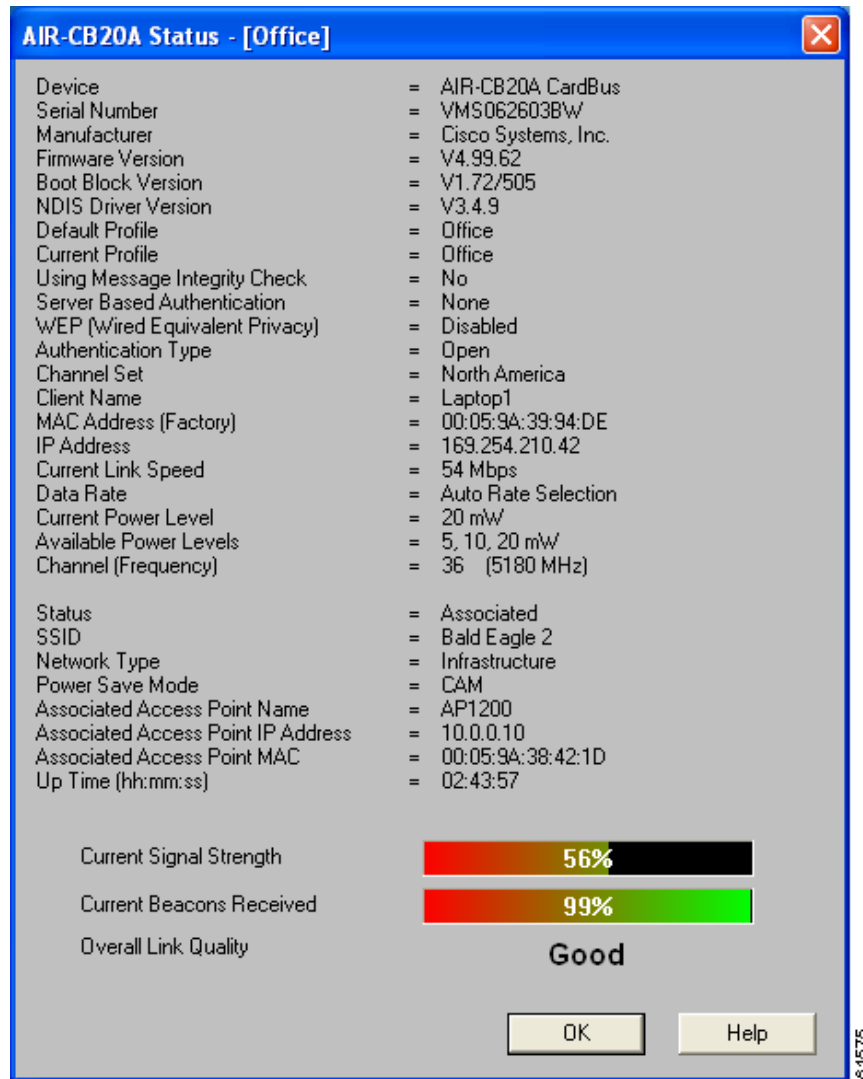 AIR-CB20A Status - [Office]
Device = AIR-CB20A CardBus
Serial Number = VMS062603BW
Manufacturer = Cisco Systems, Inc.
Firmware Version = V4.99.62
Boot Block Version = V1.72/505
NDIS Driver Version = V3.4.9
Default Profile = Office
Current Profile = Office
Using Message Integrity Check = No
Server Based Authentication = None
WEP (Wired Equivalent Privacy) = Disabled
Authentication Type = Open
Channel Set = North America
Client Name = Laptop1
MAC Address (Factory) = 00:05:9A:39:94:DE
IP Address = 169.254.210.42
Current Link Speed = 54 Mbps
Data Rate = Auto Rate Selection
Current Power Level = 20 mW
Available Power Levels = 5, 10, 20 mW
Channel (Frequency) = 36 (5180 MHz)
Status = Associated
SSID = Bald Eagle 2
Network Type = Infrastructure
Power Save Mode = CAM
Associated Access Point Name = AP1200
Associated Access Point IP Address = 10.0.0.10
Associated Access Point MAC = 00:05:9A:38:42:1D
Up Time (hh:mm:ss) = 02:43:57
Current Signal Strength 56%
Current Beacons Received 99%
Overall Link Quality Good
OK Help